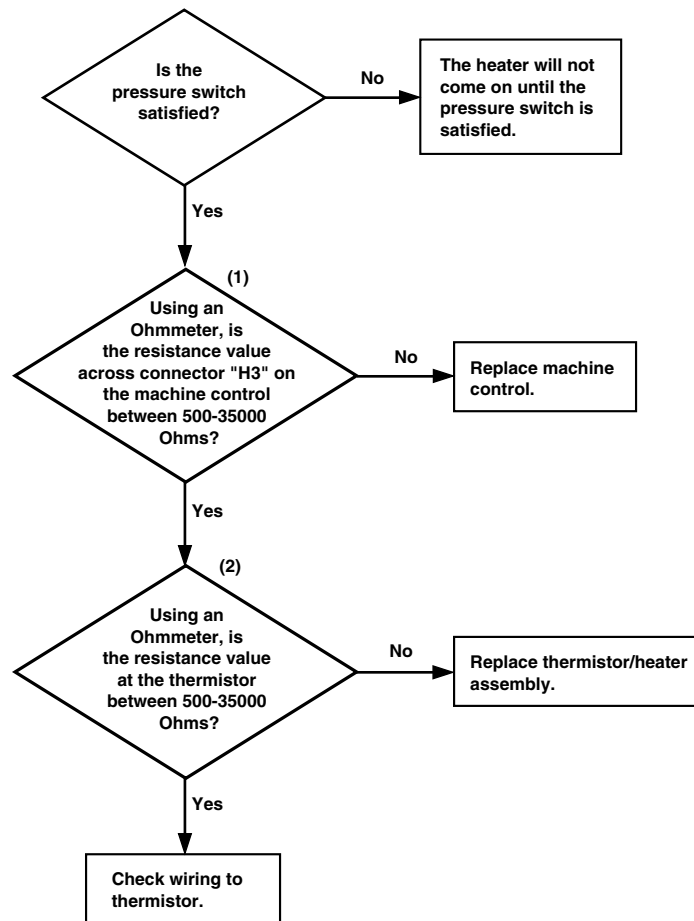 Is the
pressure switch
satisfied?
No
The heater will not
come on until the
pressure switch is
satisfied.
Yes
(1)
Using an
Ohmmeter, is
the resistance value
across connector "H3" on
the machine control
between 500-35000
Ohms?
No
Replace machine
control.
Yes
(2)
Using an
Ohmmeter, is
the resistance value
at the thermistor
between 500-35000
Ohms?
No
Replace thermistor/heater
assembly.
Yes
Check wiring to
thermistor.